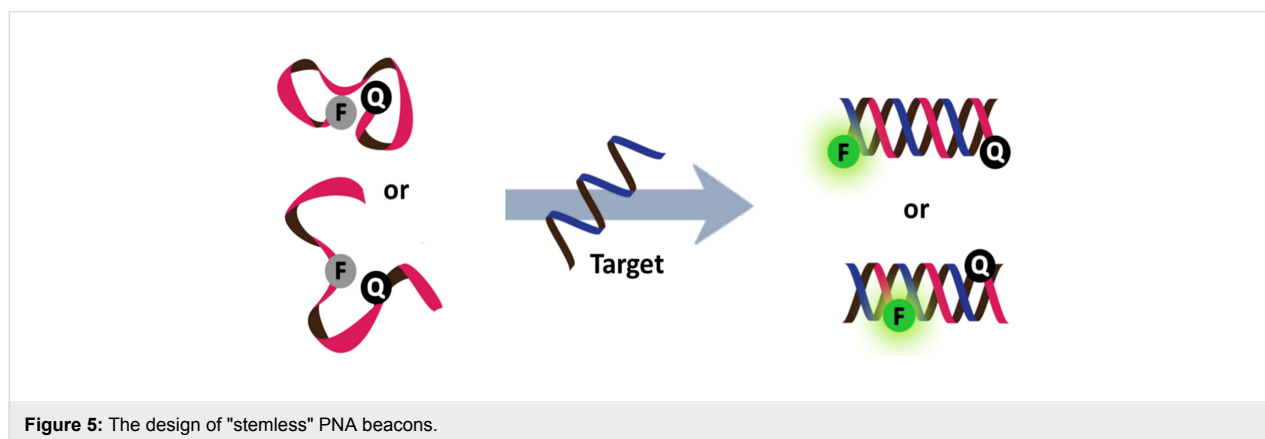 F Q
or
F Q
Target
F Q
or
Q
F
Figure 5: The design of "stemless" PNA beacons.